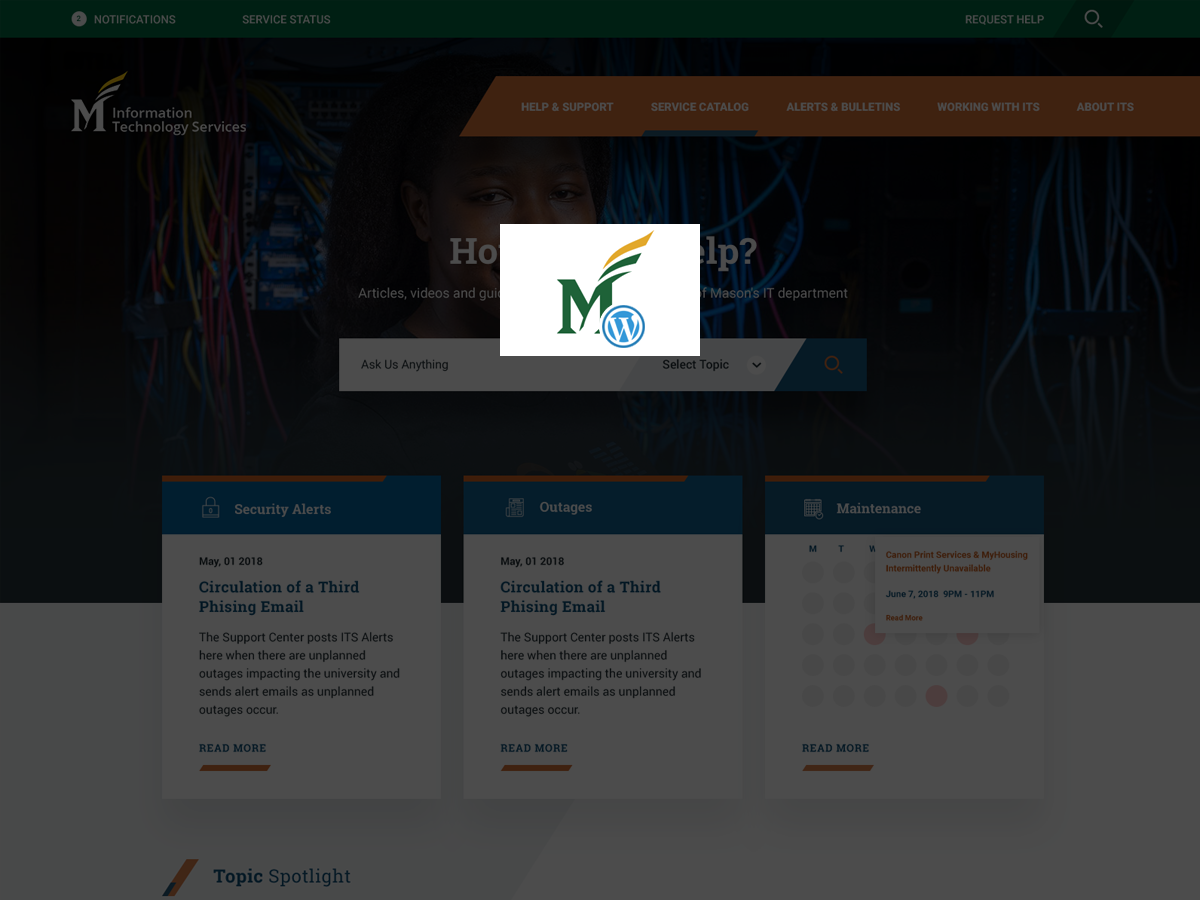 2 NOTIFICATIONS SERVICE STATUS REQUEST HELP
M Information
Technology Services
HELP & SUPPORT SERVICE CATALOG ALERTS & BULLETINS WORKING WITH ITS ABOUT ITS
M
W
Articles, videos and of Mason's IT department
Ask Us Anything Select Topic
Security Alerts
May, 01 2018
Circulation of a Third
Phising Email
The Support Center posts ITS Alerts
here when there are unplanned
outages impacting the university and
sends alert emails as unplanned
outages occur.
READ MORE
Outages
May, 01 2018
Circulation of a Third
Phising Email
The Support Center posts ITS Alerts
here when there are unplanned
outages impacting the university and
sends alert emails as unplanned
outages occur.
READ MORE
Maintenance
M T W
Canon Print Services & MyHousing
Intermittently Unavailable
June 7, 2018 9PM - 11PM
Read More
READ MORE
Topic Spotlight